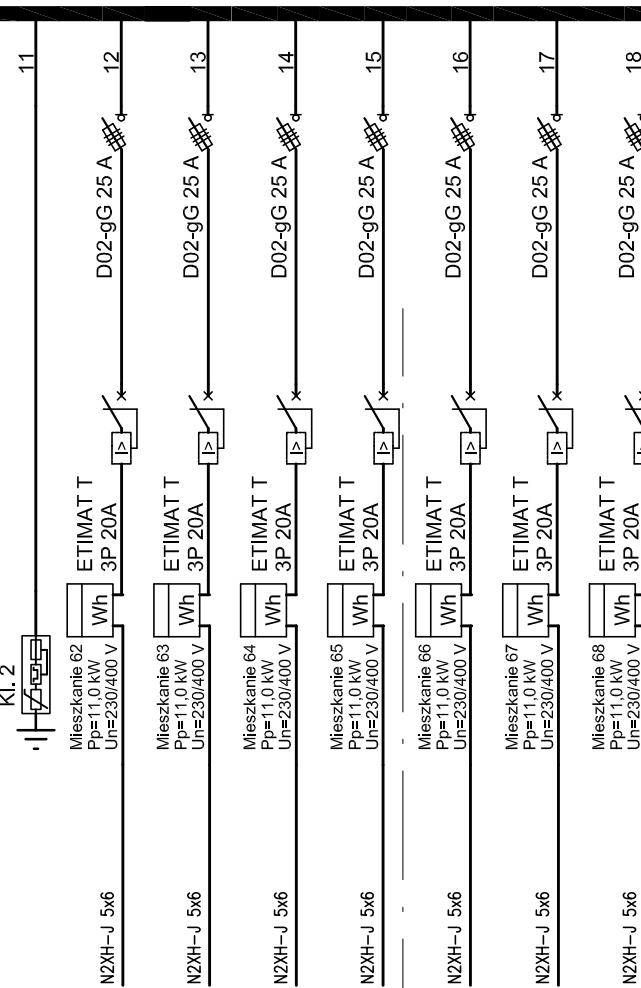 11
Kl. 2
12
D02-gG 25 A
I>
ETIMAT T
3P 20A
Wh
Mieszkanie 62
Pp=11,0 kW
Un=230/400 V
N2XH-J 5x6
13
D02-gG 25 A
I>
ETIMAT T
3P 20A
Wh
Mieszkanie 63
Pp=11,0 kW
Un=230/400 V
N2XH-J 5x6
14
D02-gG 25 A
I>
ETIMAT T
3P 20A
Wh
Mieszkanie 64
Pp=11,0 kW
Un=230/400 V
N2XH-J 5x6
15
D02-gG 25 A
I>
ETIMAT T
3P 20A
Wh
Mieszkanie 65
Pp=11,0 kW
Un=230/400 V
N2XH-J 5x6
16
D02-gG 25 A
I>
ETIMAT T
3P 20A
Wh
Mieszkanie 66
Pp=11,0 kW
Un=230/400 V
N2XH-J 5x6
17
D02-gG 25 A
I>
ETIMAT T
3P 20A
Wh
Mieszkanie 67
Pp=11,0 kW
Un=230/400 V
N2XH-J 5x6
18
D02-gG 25 A
ETIMAT T
3P 20A
Wh
Mieszkanie 68
Pp=11,0 kW
Un=230/400 V
N2XH-J 5x6